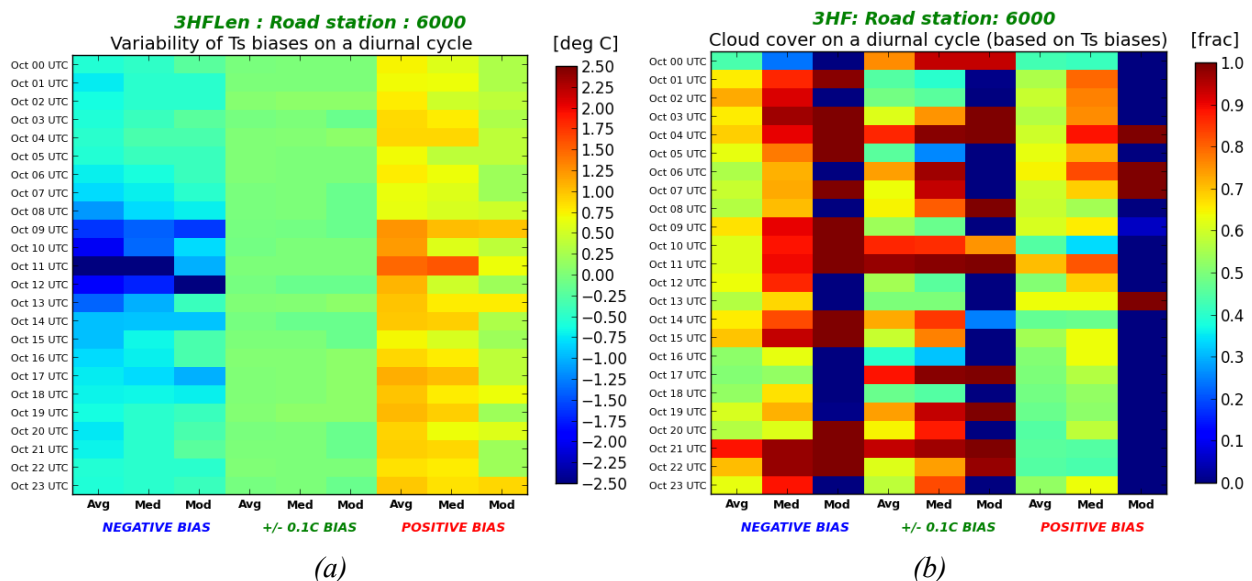 3HFLen : Road station : 6000
Variability of Ts biases on a diurnal cycle
[deg C]
Oct 00 UTC
Oct 01 UTC
Oct 02 UTC
Oct 03 UTC
Oct 04 UTC
Oct 05 UTC
Oct 06 UTC
Oct 07 UTC
Oct 08 UTC
Oct 09 UTC
Oct 10 UTC
Oct 11 UTC
Oct 12 UTC
Oct 13 UTC
Oct 14 UTC
Oct 15 UTC
Oct 16 UTC
Oct 17 UTC
Oct 18 UTC
Oct 19 UTC
Oct 20 UTC
Oct 21 UTC
Oct 22 UTC
Oct 23 UTC
Avg Med Mod Avg Med Mod Avg Med Mod
NEGATIVE BIAS +/- 0.1C BIAS POSITIVE BIAS
2.50
2.25
2.00
1.75
1.50
1.25
1.00
0.75
0.50
0.25
0.00
−0.25
−0.50
−0.75
−1.00
−1.25
−1.50
−1.75
−2.00
−2.25
−2.50
(a)
3HF: Road station: 6000
Cloud cover on a diurnal cycle (based on Ts biases)
[frac]
Oct 00 UTC
Oct 01 UTC
Oct 02 UTC
Oct 03 UTC
Oct 04 UTC
Oct 05 UTC
Oct 06 UTC
Oct 07 UTC
Oct 08 UTC
Oct 09 UTC
Oct 10 UTC
Oct 11 UTC
Oct 12 UTC
Oct 13 UTC
Oct 14 UTC
Oct 15 UTC
Oct 16 UTC
Oct 17 UTC
Oct 18 UTC
Oct 19 UTC
Oct 20 UTC
Oct 21 UTC
Oct 22 UTC
Oct 23 UTC
Avg Med Mod Avg Med Mod Avg Med Mod
NEGATIVE BIAS +/- 0.1C BIAS POSITIVE BIAS
1.0
0.9
0.8
0.7
0.6
0.5
0.4
0.3
0.2
0.1
0.0
(b)